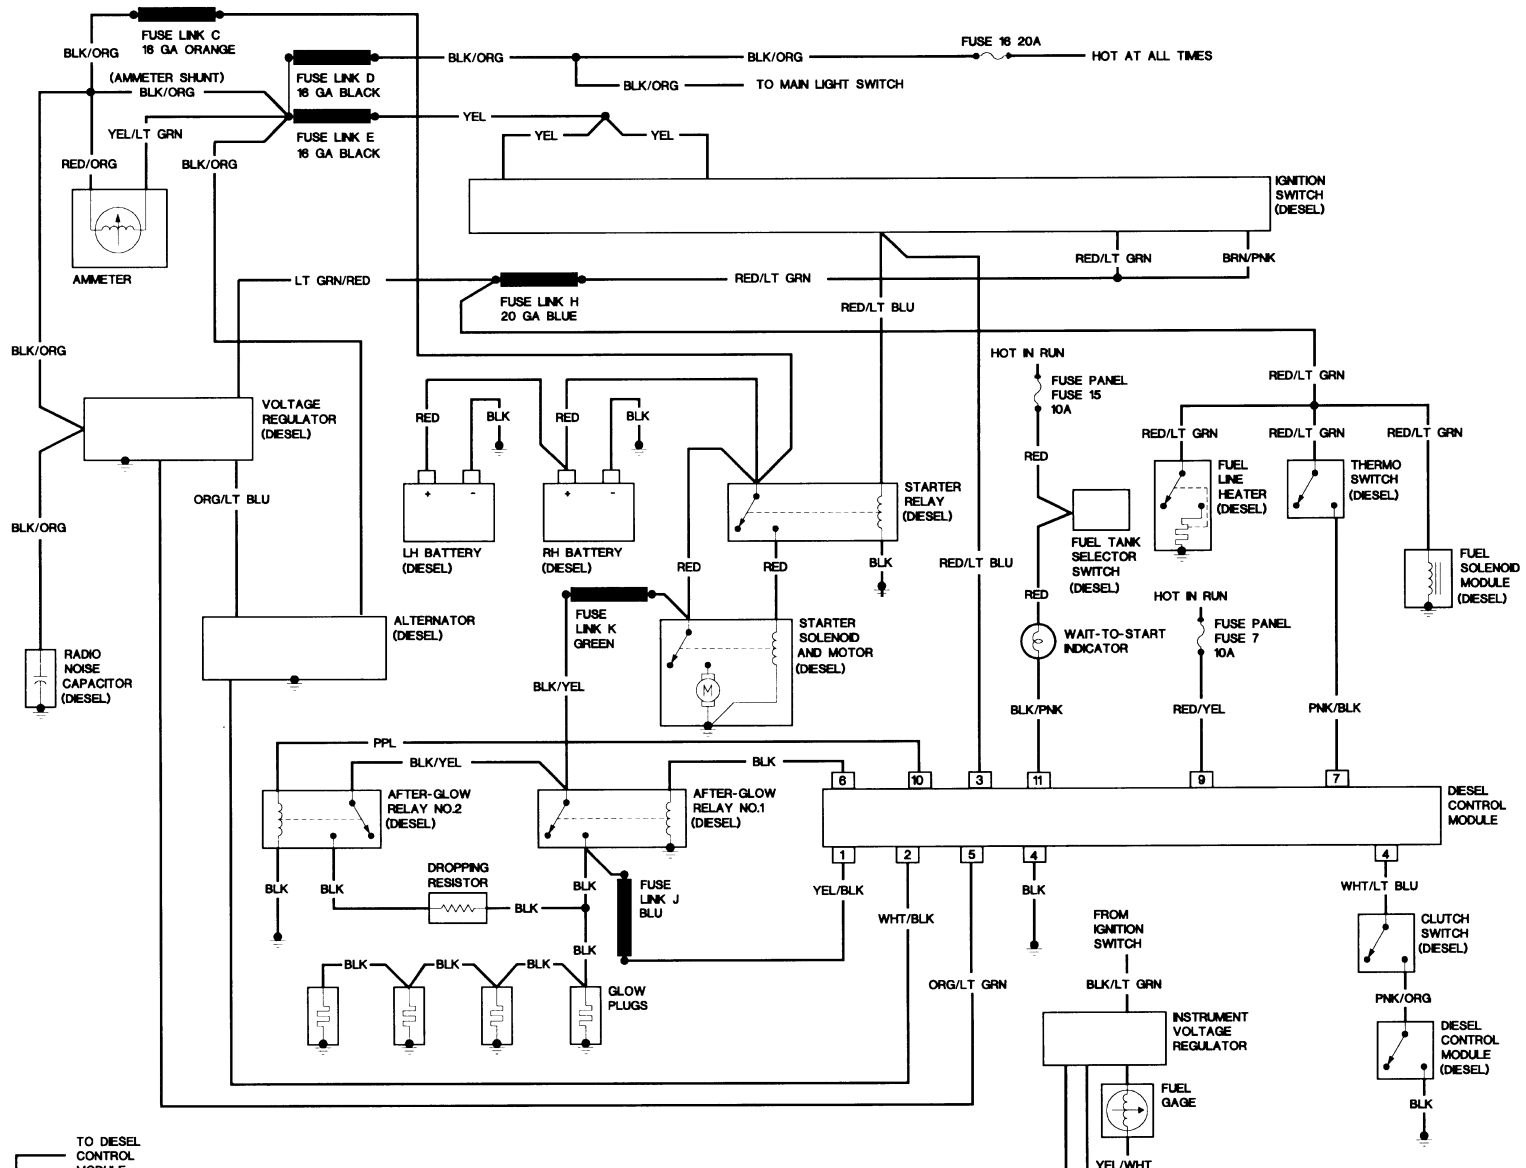 FUSE LINK C
16 GA ORANGE
BLK/ORG
(AMMETER SHUNT)
BLK/ORG
FUSE LINK D
16 GA BLACK
BLK/ORG
BLK/ORG
FUSE 16 20A
HOT AT ALL TIMES
BLK/ORG
TO MAIN LIGHT SWITCH
YEL/LT GRN
FUSE LINK E
16 GA BLACK
YEL
YEL
YEL
RED/ORG
BLK/ORG
AMMETER
IGNITION
SWITCH
(DIESEL)
LT GRN/RED
FUSE LINK H
20 GA BLUE
RED/LT GRN
RED/LT GRN
BRN/PNK
RED/LT BLU
BLK/ORG
HOT IN RUN
FUSE PANEL
FUSE 15
10A
RED/LT GRN
VOLTAGE
REGULATOR
(DIESEL)
RED
BLK
RED
BLK
RED
RED/LT GRN
RED/LT GRN
RED/LT GRN
ORG/LT BLU
BLK/ORG
+
-
+
-
LH BATTERY
(DIESEL)
RH BATTERY
(DIESEL)
STARTER
RELAY
(DIESEL)
FUEL TANK
SELECTOR
SWITCH
(DIESEL)
FUEL
LINE
HEATER
(DIESEL)
THERMO
SWITCH
(DIESEL)
FUEL
SOLENOID
MODULE
(DIESEL)
RED
RED
BLK
RED/LT BLU
RED
HOT IN RUN
FUSE PANEL
FUSE 7
10A
FUSE
LINK K
GREEN
STARTER
SOLENOID
AND MOTOR
(DIESEL)
M
WAIT-TO-START
INDICATOR
ALTERNATOR
(DIESEL)
RADIO
NOISE
CAPACITOR
(DIESEL)
BLK/YEL
BLK/PNK
RED/YEL
PNK/BLK
PPL
BLK/YEL
BLK
6
10
3
11
9
7
AFTER-GLOW
RELAY NO.2
(DIESEL)
AFTER-GLOW
RELAY NO.1
(DIESEL)
DIESEL
CONTROL
MODULE
1
2
5
4
4
DROPPING
RESISTOR
BLK
BLK
BLK
BLK
BLK
FUSE
LINK J
BLU
YEL/BLK
WHT/BLK
BLK
WHT/LT BLU
FROM
IGNITION
SWITCH
CLUTCH
SWITCH
(DIESEL)
BLK
BLK
BLK
GLOW
PLUGS
ORG/LT GRN
BLK/LT GRN
PNK/ORG
INSTRUMENT
VOLTAGE
REGULATOR
DIESEL
CONTROL
MODULE
(DIESEL)
FUEL
GAGE
BLK
TO DIESEL
CONTROL
MODULE
YEL/WHT